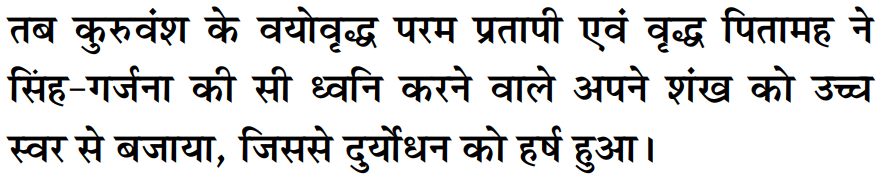 तब कुरुवंश के वयोवृद्ध परम प्रतापी एवं वृद्ध पितामह ने
सिंह-गर्जना की सी ध्वनि करने वाले अपने शंख को उच्च
स्वर से बजाया, जिससे दुर्योधन को हर्ष हुआ।